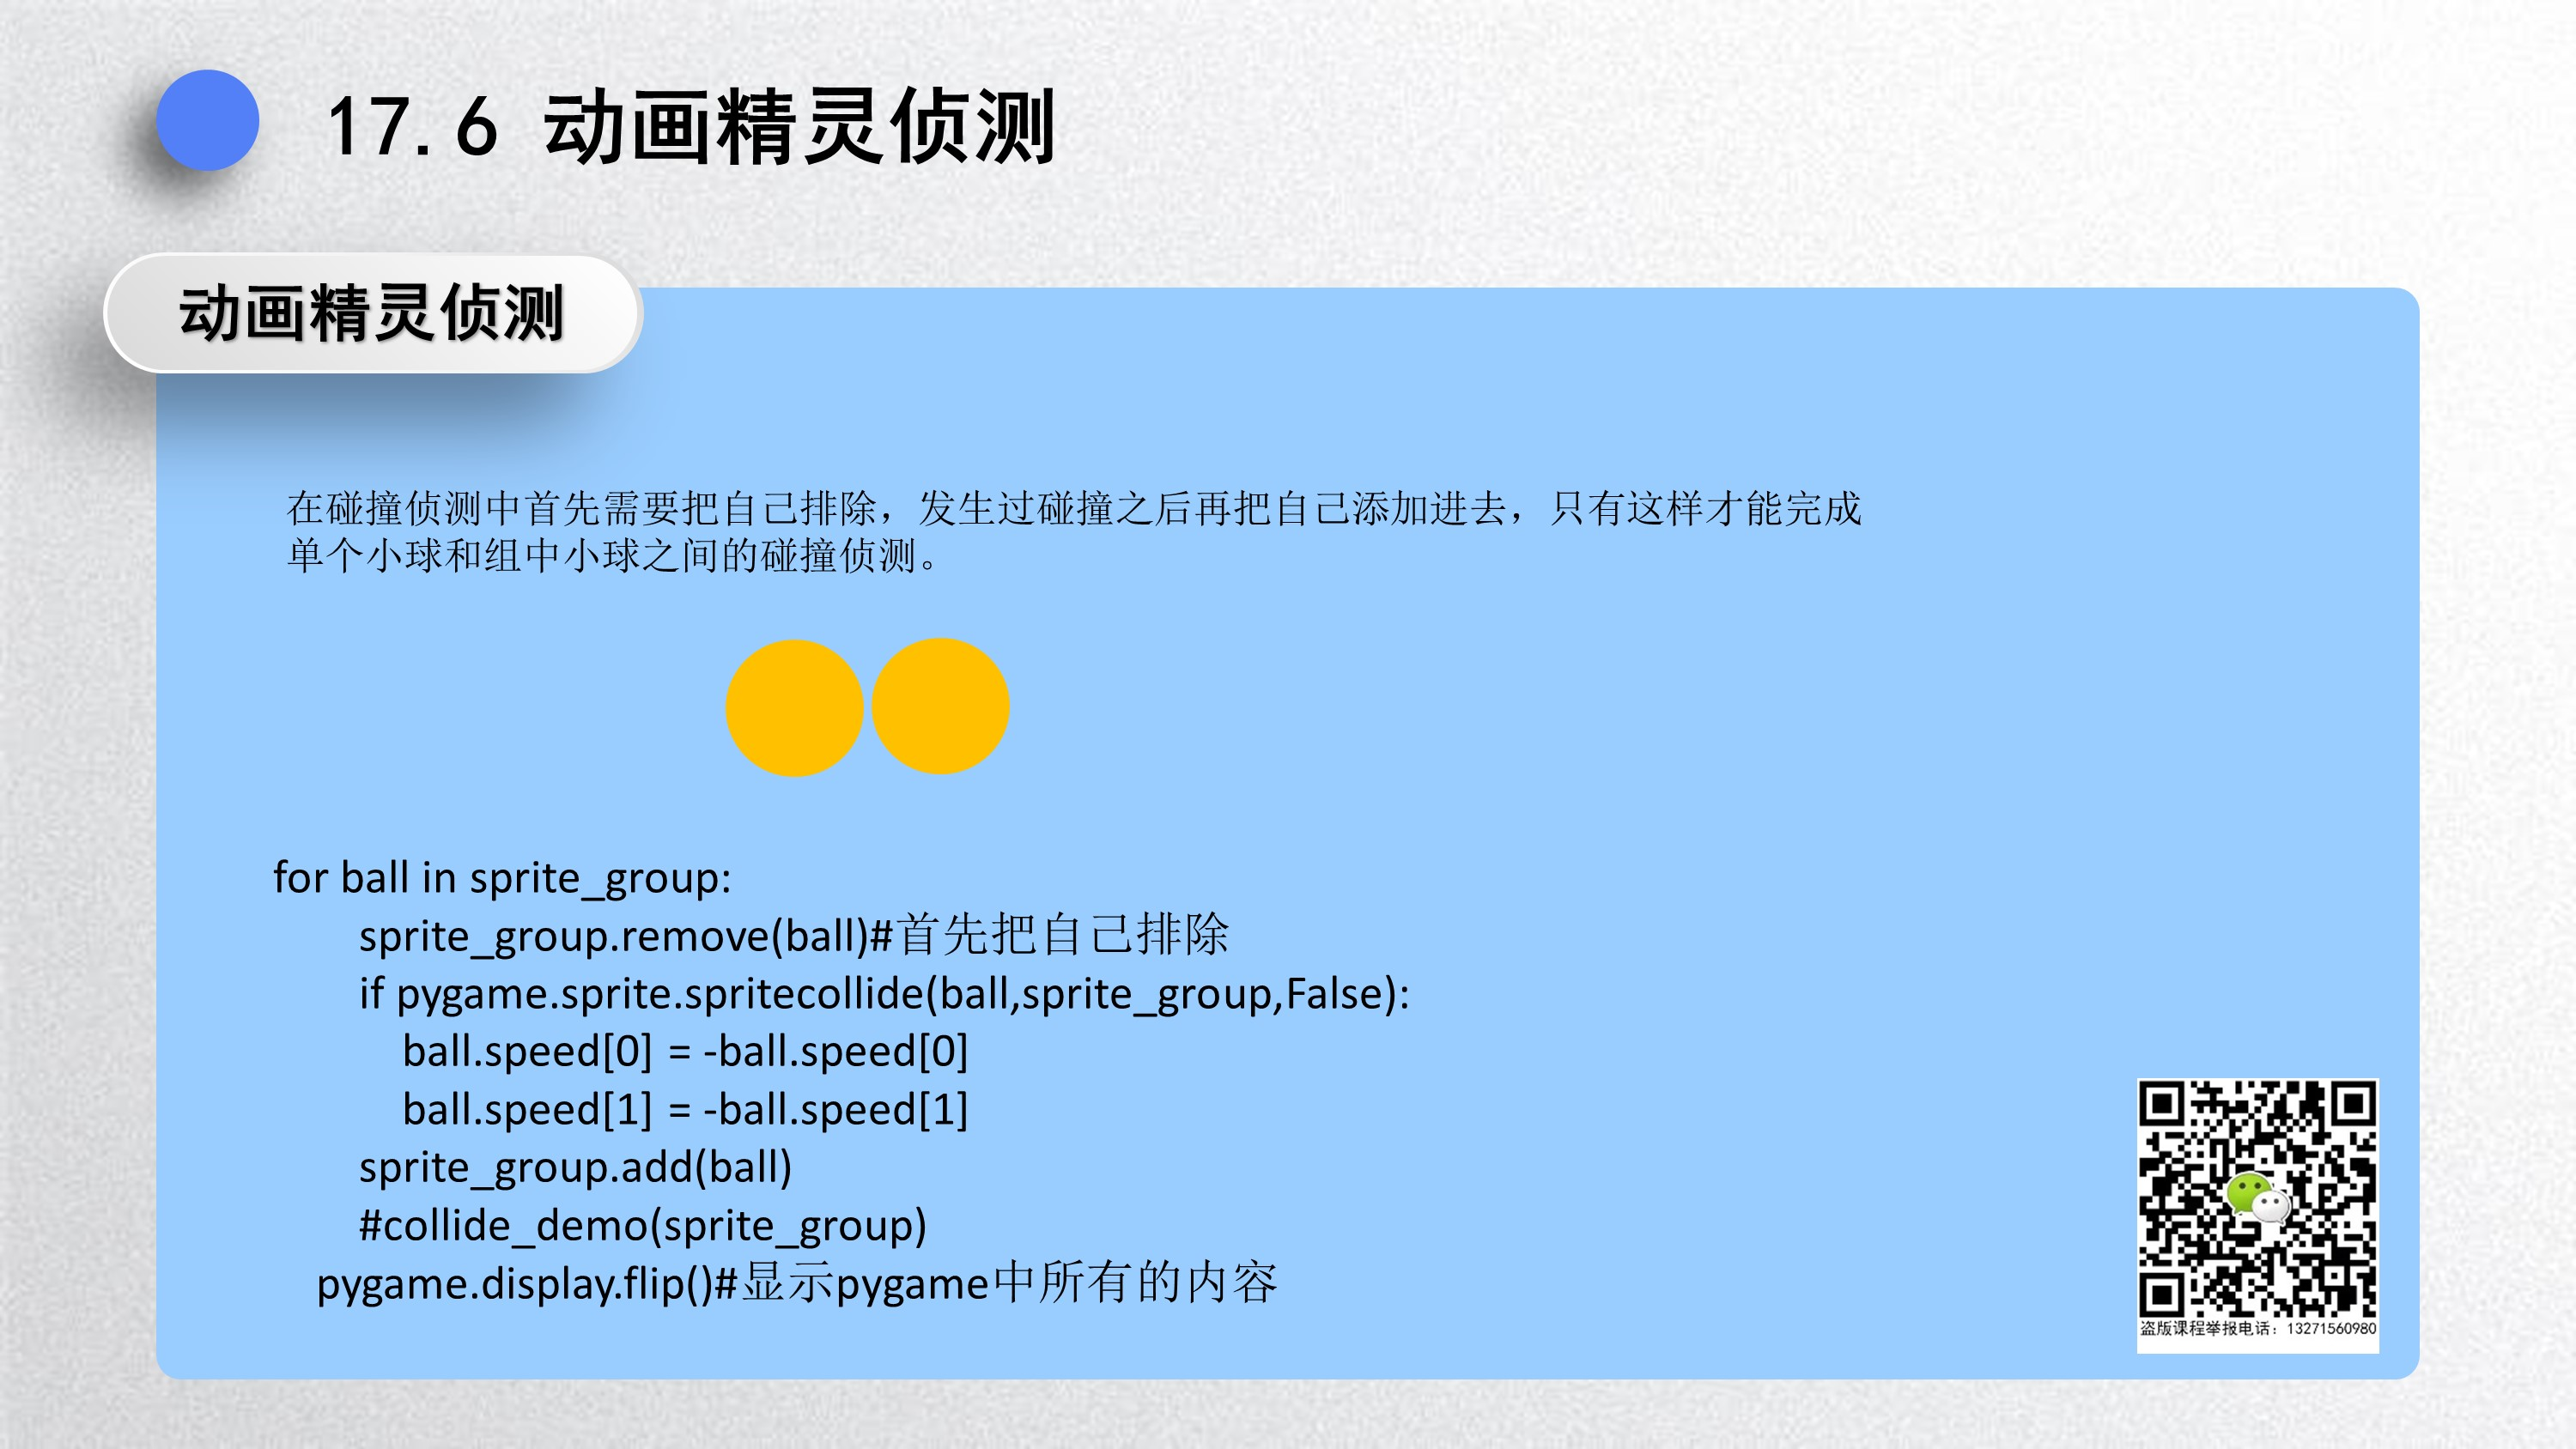 17.6 动画精灵侦测
动画精灵侦测
在碰撞侦测中首先需要把自己排除，发生过碰撞之后再把自己添加进去，只有这样才能完成
单个小球和组中小球之间的碰撞侦测。
for ball in sprite_group:
sprite_group.remove(ball)#首先把自己排除
if pygame.sprite.spritecollide(ball,sprite_group,False):
ball.speed[0] = -ball.speed[0]
ball.speed[1] = -ball.speed[1]
sprite_group.add(ball)
#collide_demo(sprite_group)
pygame.display.flip()#显示pygame中所有的内容
盗版课程举报电话：13271560980